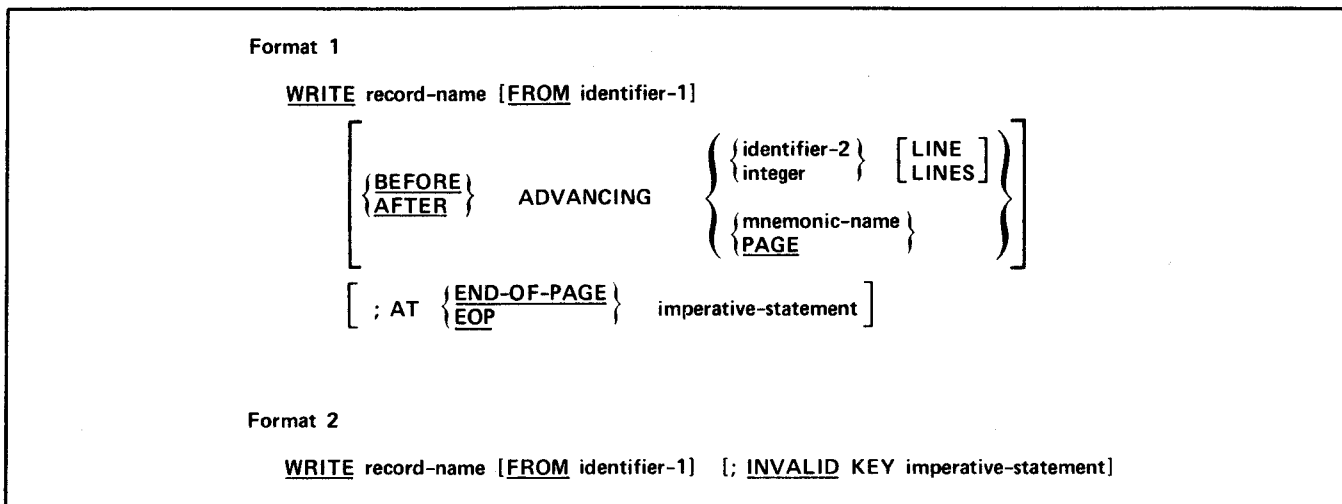 Format 1
WRITE record-name [FROM identifier-1]
[ {BEFORE / AFTER} ADVANCING { {identifier-2 / integer} [LINE / LINES] / {mnemonic-name / PAGE} } ]
[ ; AT {END-OF-PAGE / EOP} imperative-statement ]
Format 2
WRITE record-name [FROM identifier-1] [; INVALID KEY imperative-statement]